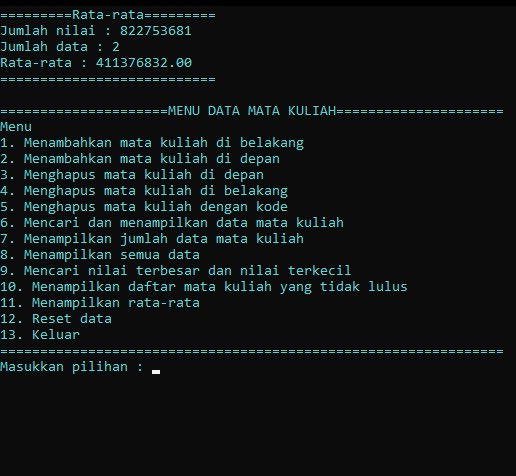 =========Rata-rata=========
Jumlah nilai : 822753681
Jumlah data : 2
Rata-rata : 411376832.00
===========================
=====================MENU DATA MATA KULIAH=====================
Menu
1. Menambahkan mata kuliah di belakang
2. Menambahkan mata kuliah di depan
3. Menghapus mata kuliah di depan
4. Menghapus mata kuliah di belakang
5. Menghapus mata kuliah dengan kode
6. Mencari dan menampilkan data mata kuliah
7. Menampilkan jumlah data mata kuliah
8. Menampilkan semua data
9. Mencari nilai terbesar dan nilai terkecil
10. Menampilkan daftar mata kuliah yang tidak lulus
11. Menampilkan rata-rata
12. Reset data
13. Keluar
===============================================================
Masukkan pilihan :